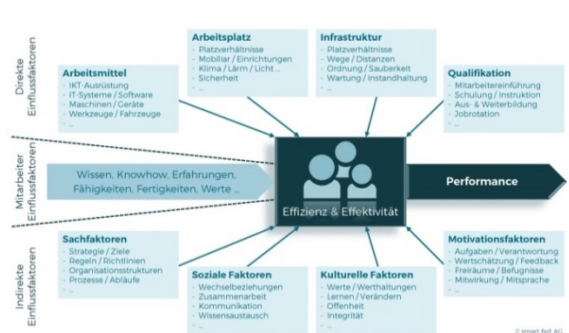 Direkte
Einflussfaktoren
Arbeitsmittel
- IKT-Ausrüstung
- IT-Systeme / Software
- Maschinen / Geräte
- Werkzeuge / Fahrzeuge
- ...
Arbeitsplatz
- Platzverhältnisse
- Mobiliar / Einrichtungen
- Klima / Lärm / Licht ...
- Sicherheit
- ...
Infrastruktur
- Platzverhältnisse
- Wege / Distanzen
- Ordnung / Sauberkeit
- Wartung / Instandhaltung
- ...
Qualifikation
- Mitarbeitereinführung
- Schulung / Instruktion
- Aus- & Weiterbildung
- Jobrotation
- ...
Mitarbeiter
Einflussfaktoren
Wissen, Knowhow, Erfahrungen,
Fähigkeiten, Fertigkeiten, Werte ...
Effizienz & Effektivität
Performance
Indirekte
Einflussfaktoren
Sachfaktoren
- Strategie / Ziele
- Regeln / Richtlinien
- Organisationsstrukturen
- Prozesse / Abläufe
- ...
Soziale Faktoren
- Wechselbeziehungen
- Zusammenarbeit
- Kommunikation
- Wissensaustausch
- ...
Kulturelle Faktoren
- Werte / Werthaltungen
- Lernen / Verändern
- Offenheit
- Integrität
- ...
Motivationsfaktoren
- Aufgaben / Verantwortung
- Wertschätzung / Feedback
- Freiräume / Befugnisse
- Mitwirkung / Mitsprache
- ...